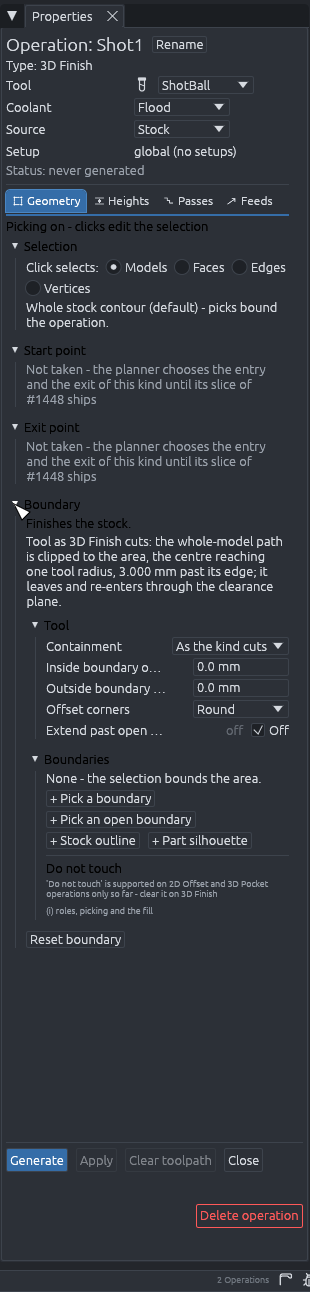 Properties
Operation: Shot1 Rename
Type: 3D Finish
Tool ShotBall
Coolant Flood
Source Stock
Setup global (no setups)
Status: never generated
Geometry Heights Passes Feeds
Picking on - clicks edit the selection
Selection
Click selects: Models Faces Edges
Vertices
Whole stock contour (default) - picks bound
the operation.
Start point
Not taken - the planner chooses the entry
and the exit of this kind until its slice of
#1448 ships
Exit point
Not taken - the planner chooses the entry
and the exit of this kind until its slice of
#1448 ships
Boundary
Finishes the stock.
Tool as 3D Finish cuts: the whole-model path
is clipped to the area, the centre reaching
one tool radius, 3.000 mm past its edge; it
leaves and re-enters through the clearance
plane.
Tool
Containment As the kind cuts
Inside boundary o... 0.0 mm
Outside boundary ... 0.0 mm
Offset corners Round
Extend past open ... off Off
Boundaries
None - the selection bounds the area.
+ Pick a boundary
+ Pick an open boundary
+ Stock outline + Part silhouette
Do not touch
'Do not touch' is supported on 2D Offset and 3D Pocket
operations only so far - clear it on 3D Finish
(i) roles, picking and the fill
Reset boundary
Generate Apply Clear toolpath Close
Delete operation
2 Operations